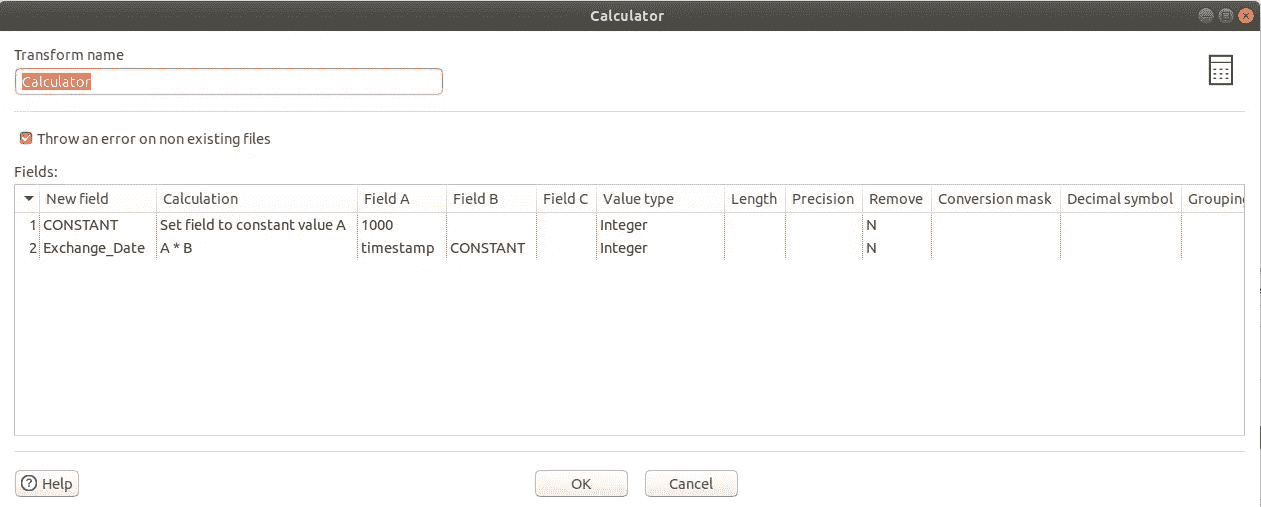 Calculator
Transform name
Calculator
Throw an error on non existing files
Fields:
New field Calculation Field A Field B Field C Value type Length Precision Remove Conversion mask Decimal symbol Grouping
1 CONSTANT Set field to constant value A 1000 Integer N
2 Exchange_Date A * B timestamp CONSTANT Integer N
? Help OK Cancel